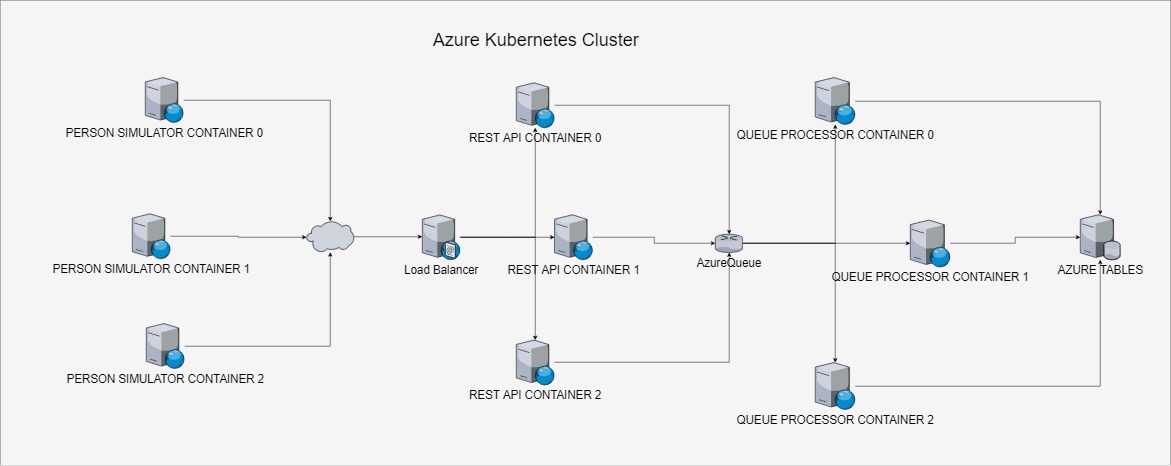 Azure Kubernetes Cluster
PERSON SIMULATOR CONTAINER 0
REST API CONTAINER 0
QUEUE PROCESSOR CONTAINER 0
PERSON SIMULATOR CONTAINER 1
Load Balancer
REST API CONTAINER 1
AzureQueue
QUEUE PROCESSOR CONTAINER 1
AZURE TABLES
PERSON SIMULATOR CONTAINER 2
REST API CONTAINER 2
QUEUE PROCESSOR CONTAINER 2